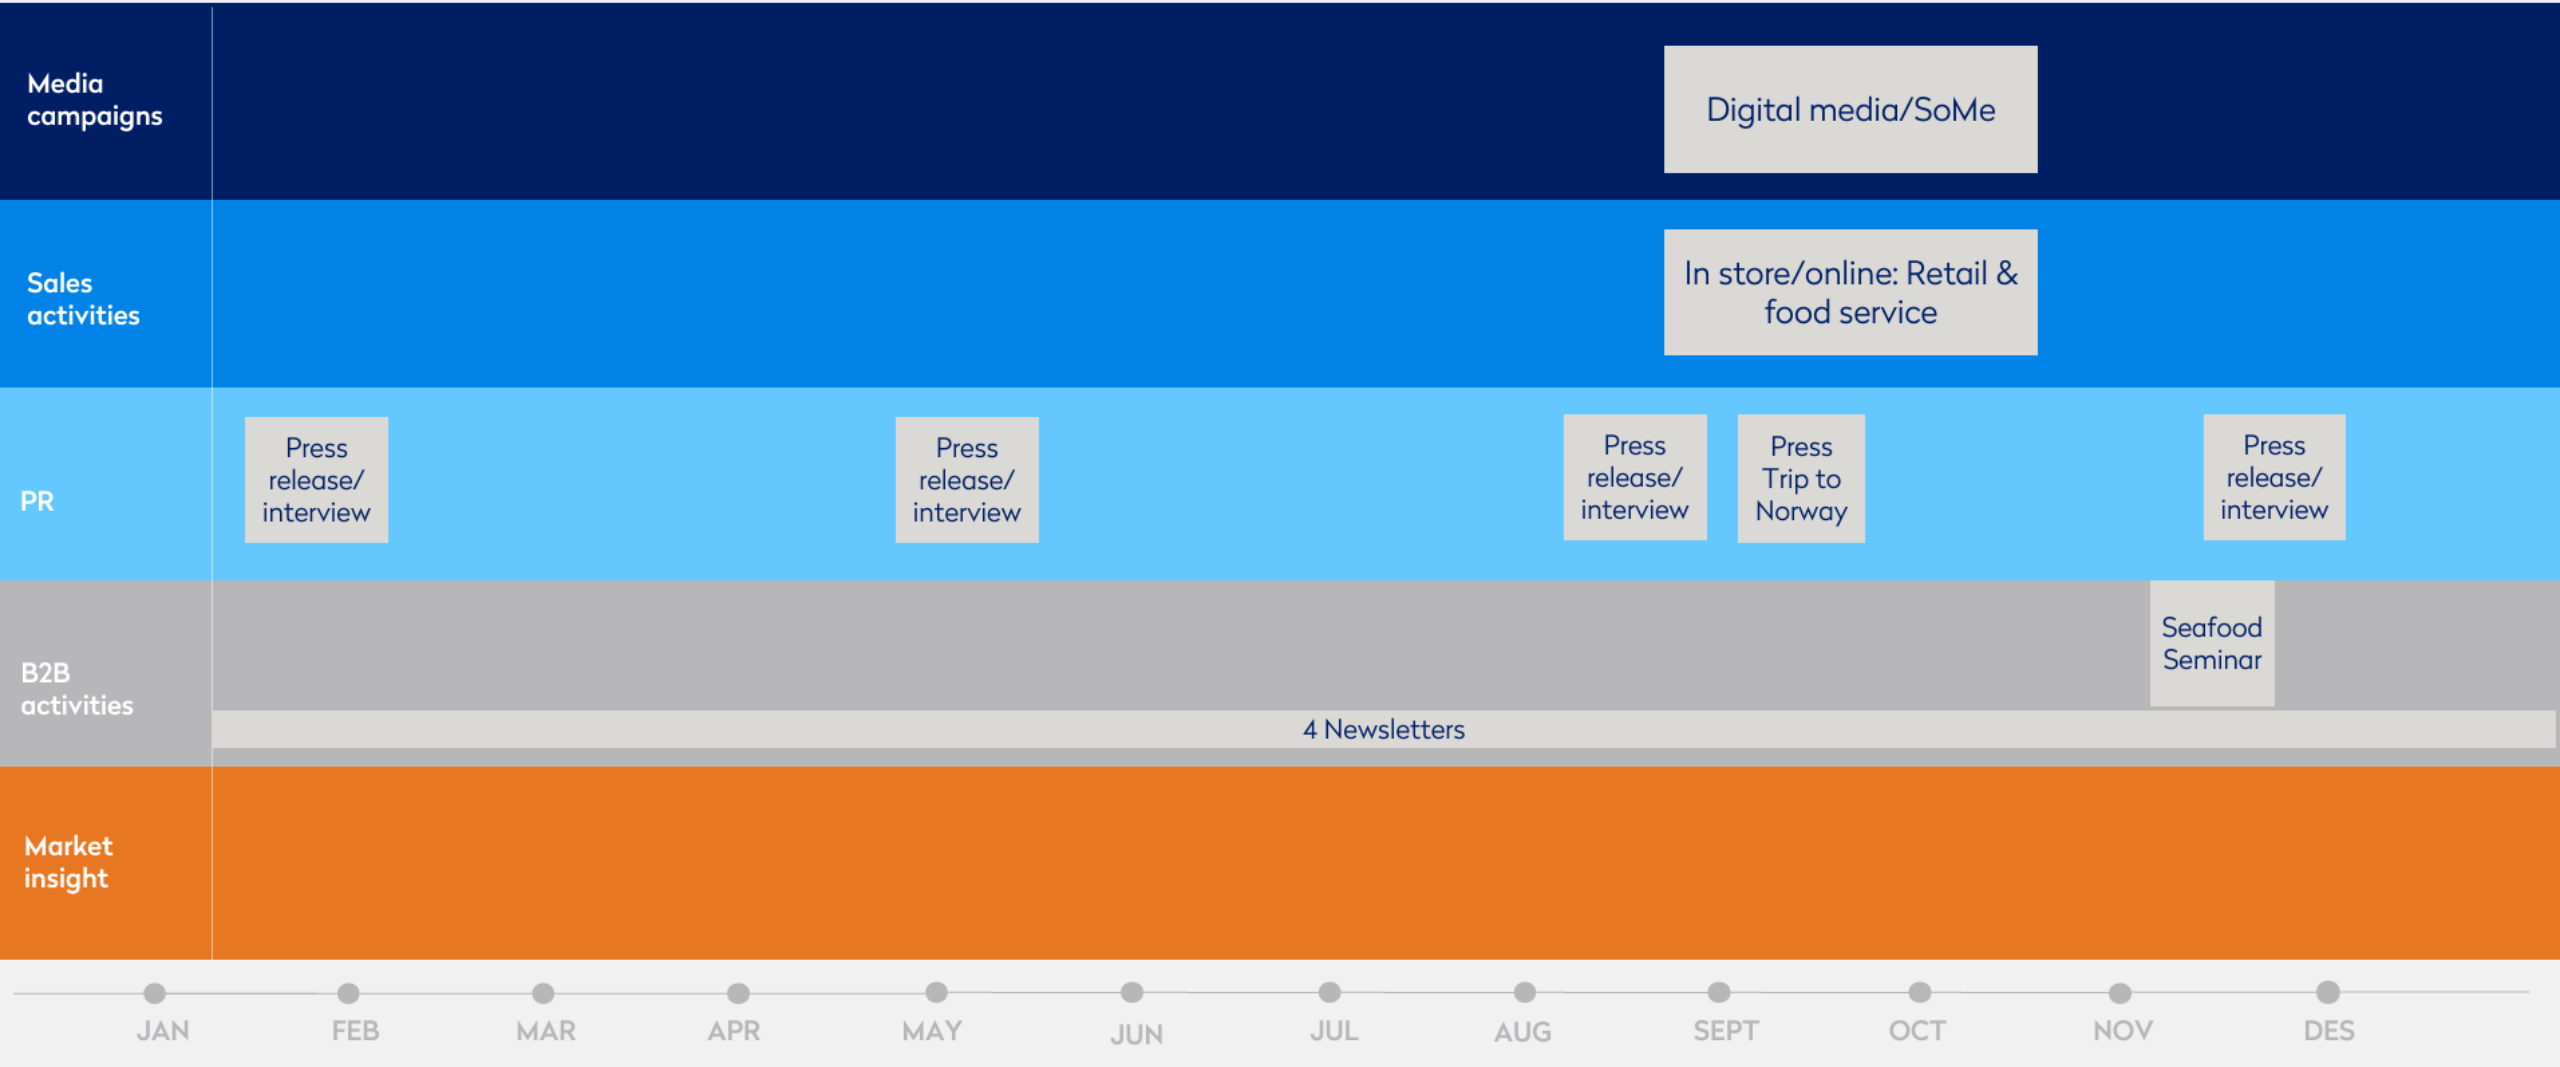 Media
campaigns
Digital media/SoMe
Sales
activities
In store/online: Retail &
food service
PR
Press
release/
interview
Press
release/
interview
Press
release/
interview
Press
Trip to
Norway
Press
release/
interview
B2B
activities
Seafood
Seminar
4 Newsletters
Market
insight
JAN FEB MAR APR MAY JUN JUL AUG SEPT OCT NOV DES